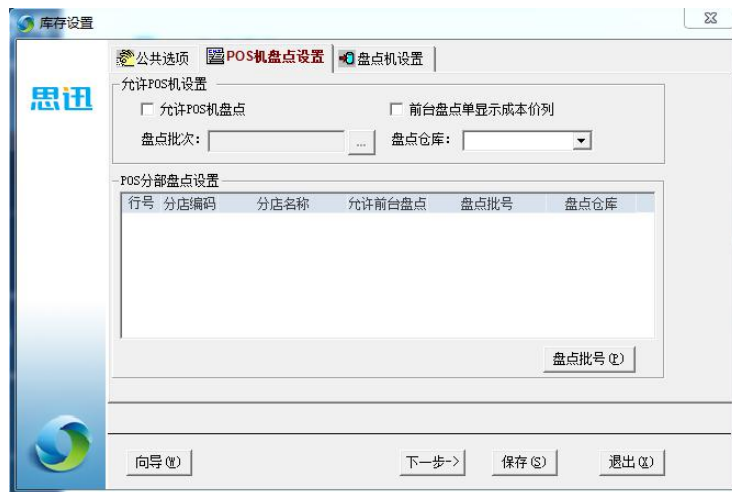 库存设置
思迅
公共选项 POS机盘点设置 盘点机设置
允许POS机设置
允许POS机盘点 前台盘点单显示成本价列
盘点批次： ... 盘点仓库：
POS分部盘点设置
行号 分店编码 分店名称 允许前台盘点 盘点批号 盘点仓库
盘点批号(P)
向导(W) 下一步-> 保存(S) 退出(X)